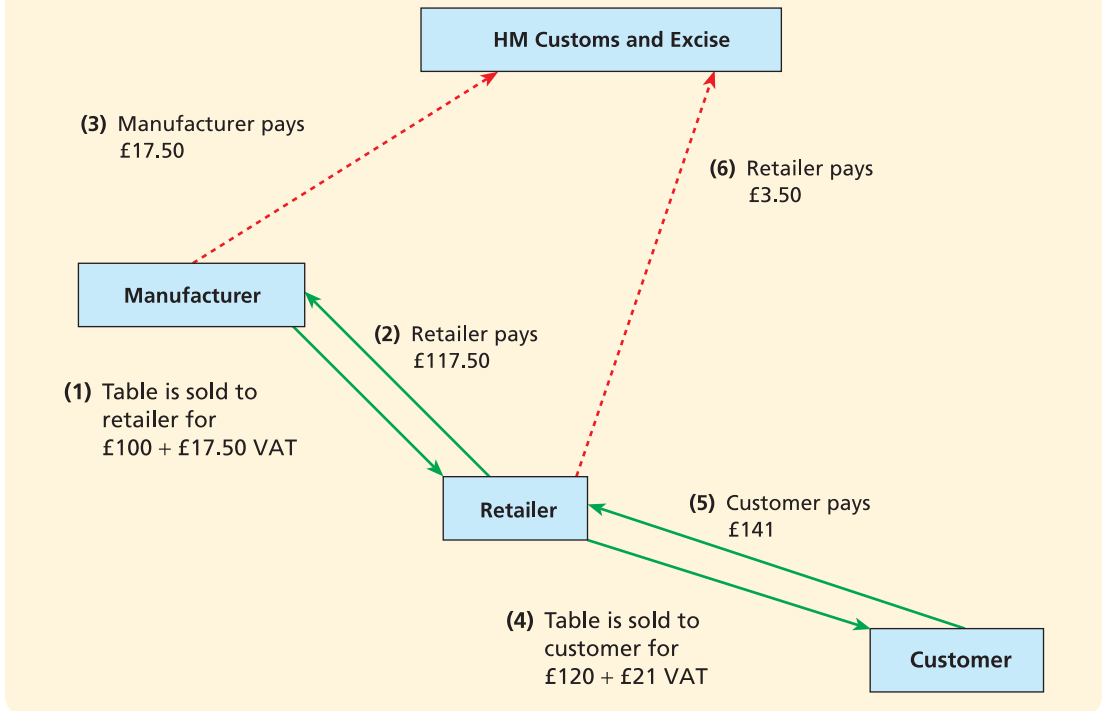 HM Customs and Excise
(3) Manufacturer pays
£17.50
(6) Retailer pays
£3.50
Manufacturer
(2) Retailer pays
£117.50
(1) Table is sold to
retailer for
£100 + £17.50 VAT
Retailer
(5) Customer pays
£141
(4) Table is sold to
customer for
£120 + £21 VAT
Customer